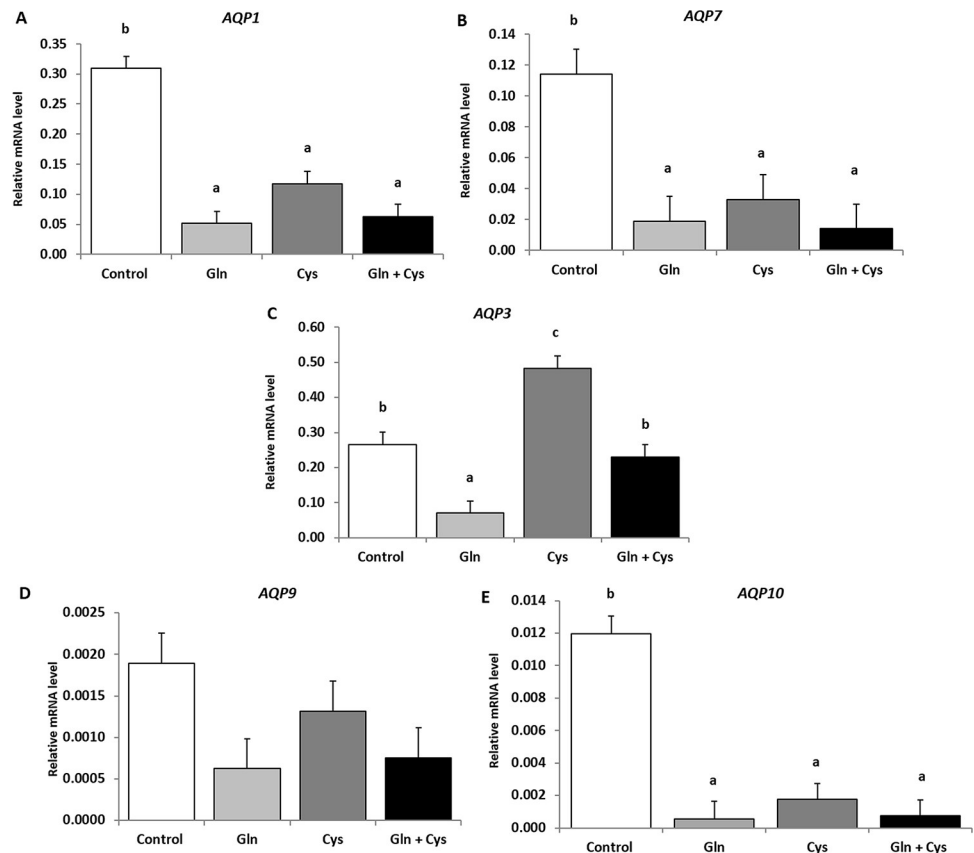 A
AQP1
b
0.35
0.30
0.25
0.20
0.15
0.10
0.05
0.00
Relative mRNA level
a
a
a
Control Gln Cys Gln + Cys
B
AQP7
b
0.14
0.12
0.10
0.08
0.06
0.04
0.02
0.00
Relative mRNA level
a
a
a
Control Gln Cys Gln + Cys
C
AQP3
0.60
0.50
0.40
0.30
0.20
0.10
0.00
Relative mRNA level
b
a
c
b
Control Gln Cys Gln + Cys
D
AQP9
0.0025
0.0020
0.0015
0.0010
0.0005
0.0000
Relative mRNA level
Control Gln Cys Gln + Cys
E
AQP10
b
0.014
0.012
0.010
0.008
0.006
0.004
0.002
0.000
Relative mRNA level
a
a
a
Control Gln Cys Gln + Cys